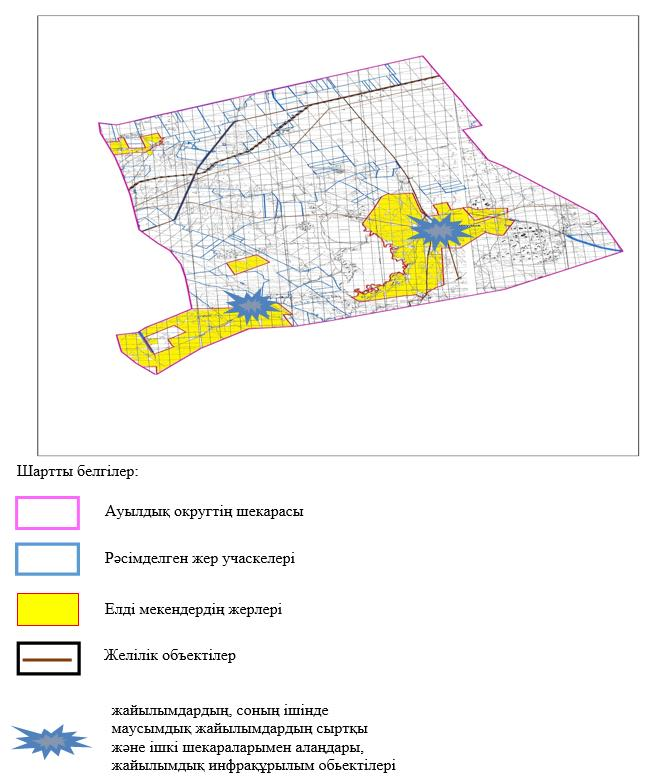 Шартты белгілер:
Ауылдық округтің шекарасы
Рәсімделген жер учаскелері
Елді мекендердің жерлері
Желілік объектілер
жайылымдардың, соның ішінде
маусымдық жайылымдардың сыртқы
және ішкі шекараларымен алаңдары,
жайылымдық инфрақұрылым объектілері